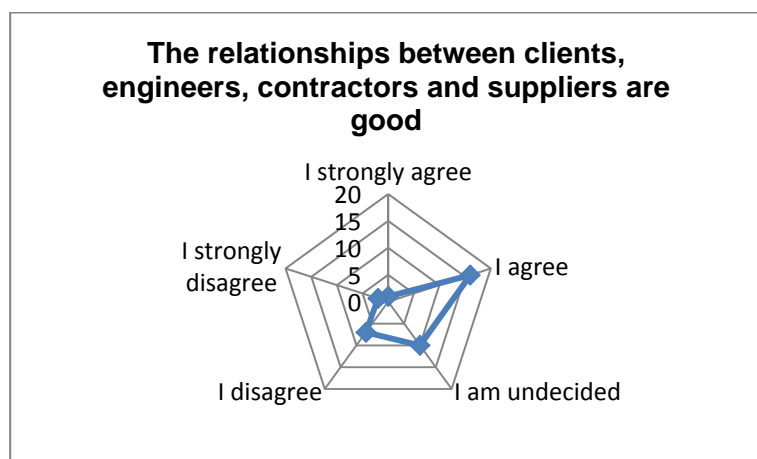 The relationships between clients,
engineers, contractors and suppliers are
good
I strongly agree
20
15
10
5
0
I agree
I am undecided
I disagree
I strongly
disagree